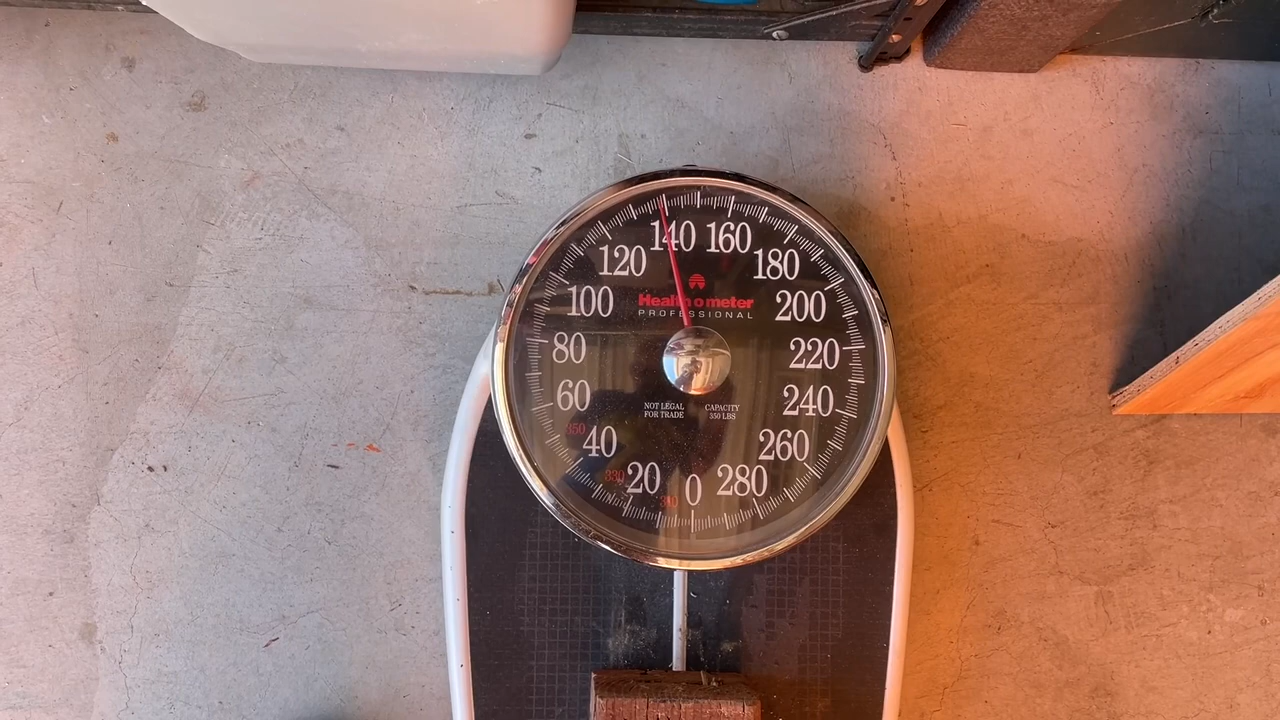 140 160
120 180
100 200
80 220
60 240
350 40 260
330 20 310 0 280
Health o meter
PROFESSIONAL
NOT LEGAL
FOR TRADE
CAPACITY
350 LBS